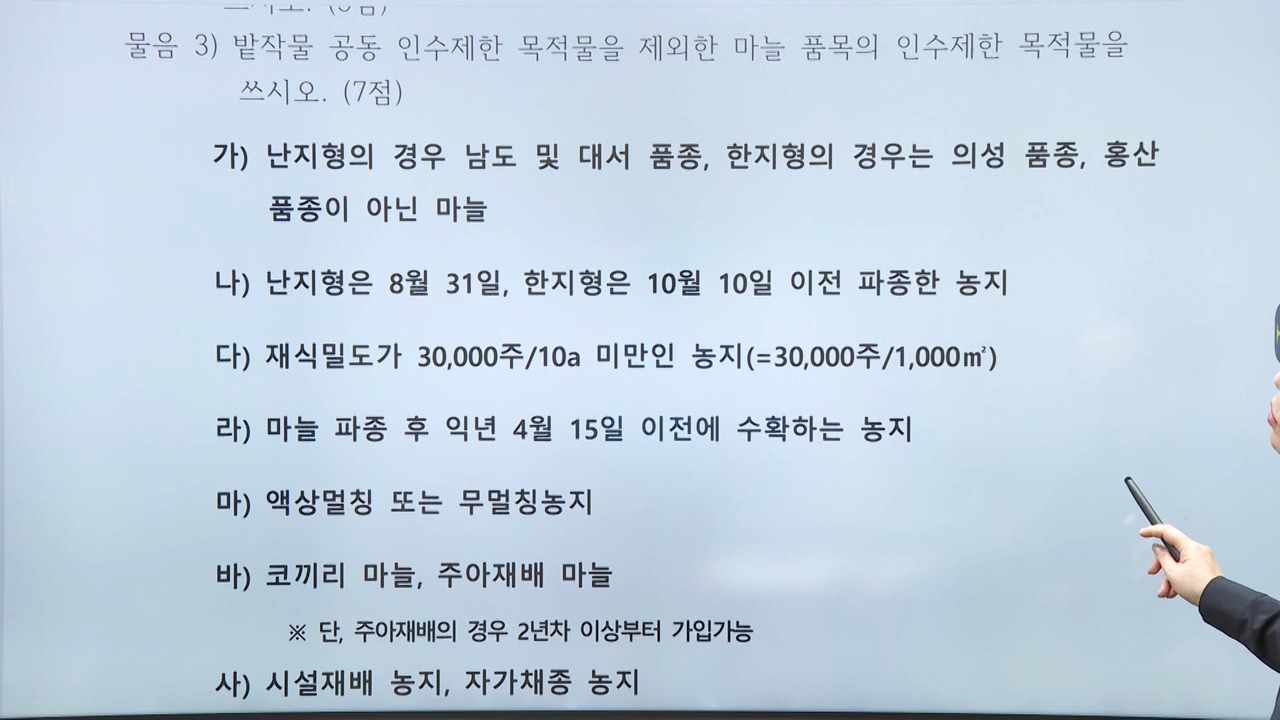 물음 3) 밭작물 공동 인수제한 목적물을 제외한 마늘 품목의 인수제한 목적물을
쓰시오. (7점)
가) 난지형의 경우 남도 및 대서 품종, 한지형의 경우는 의성 품종, 홍산
품종이 아닌 마늘
나) 난지형은 8월 31일, 한지형은 10월 10일 이전 파종한 농지
다) 재식밀도가 30,000주/10a 미만인 농지(=30,000주/1,000㎡)
라) 마늘 파종 후 익년 4월 15일 이전에 수확하는 농지
마) 액상멀칭 또는 무멀칭농지
바) 코끼리 마늘, 주아재배 마늘
※ 단, 주아재배의 경우 2년차 이상부터 가입가능
사) 시설재배 농지, 자가채종 농지